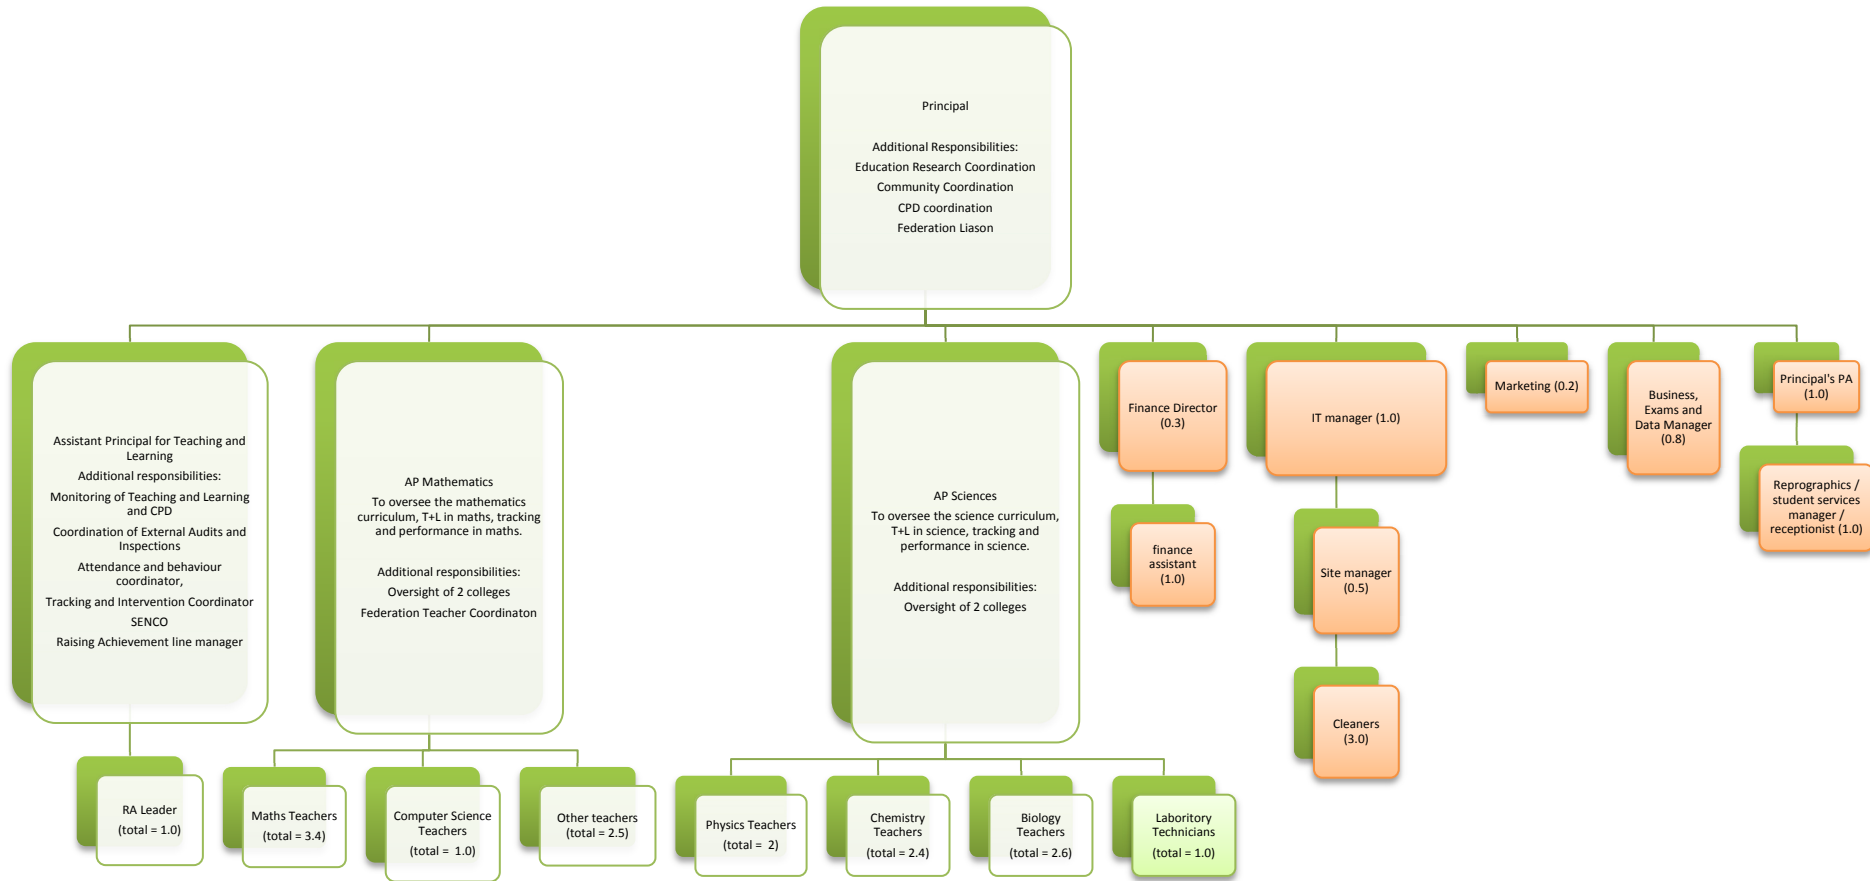 Principal
Additional Responsibilities:
Education Research Coordination
Community Coordination
CPD coordination
Federation Liason
Assistant Principal for Teaching and
Learning
Additional responsibilities:
Monitoring of Teaching and Learning
and CPD
Coordination of External Audits and
Inspections
Attendance and behaviour
coordinator,
Tracking and Intervention Coordinator
SENCO
Raising Achievement line manager
AP Mathematics
To oversee the mathematics
curriculum, T+L in maths, tracking
and performance in maths.
Additional responsibilities:
Oversight of 2 colleges
Federation Teacher Coordinaton
AP Sciences
To oversee the science curriculum,
T+L in science, tracking and
performance in science.
Additional responsibilities:
Oversight of 2 colleges
Finance Director
(0.3)
finance
assistant
(1.0)
IT manager (1.0)
Site manager
(0.5)
Cleaners
(3.0)
Marketing (0.2)
Business,
Exams and
Data Manager
(0.8)
Principal's PA
(1.0)
Reprographics /
student services
manager /
receptionist (1.0)
RA Leader
(total = 1.0)
Maths Teachers
(total = 3.4)
Computer Science
Teachers
(total =  1.0)
Other teachers
(total = 2.5)
Physics Teachers
(total =  2)
Chemistry
Teachers
(total = 2.4)
Biology
Teachers
(total = 2.6)
Laboritory
Technicians
(total = 1.0)